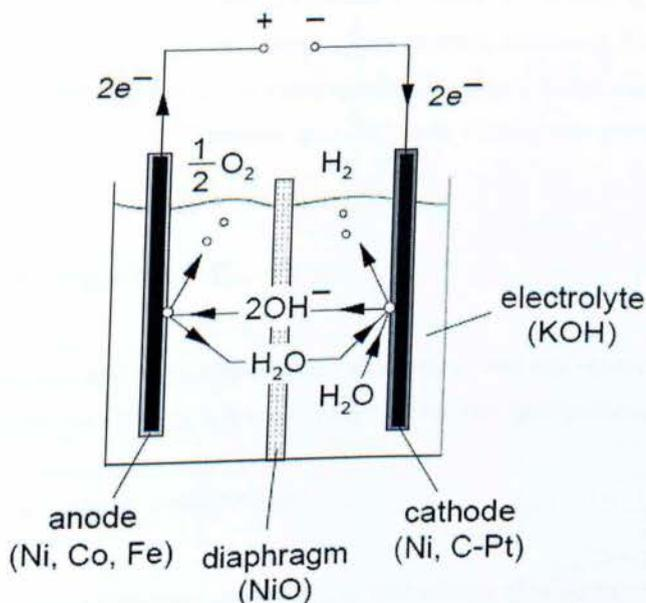 + −
2e⁻
2e⁻
1/2 O₂
H₂
2OH⁻
H₂O
H₂O
electrolyte
(KOH)
anode
(Ni, Co, Fe)
diaphragm
(NiO)
cathode
(Ni, C-Pt)